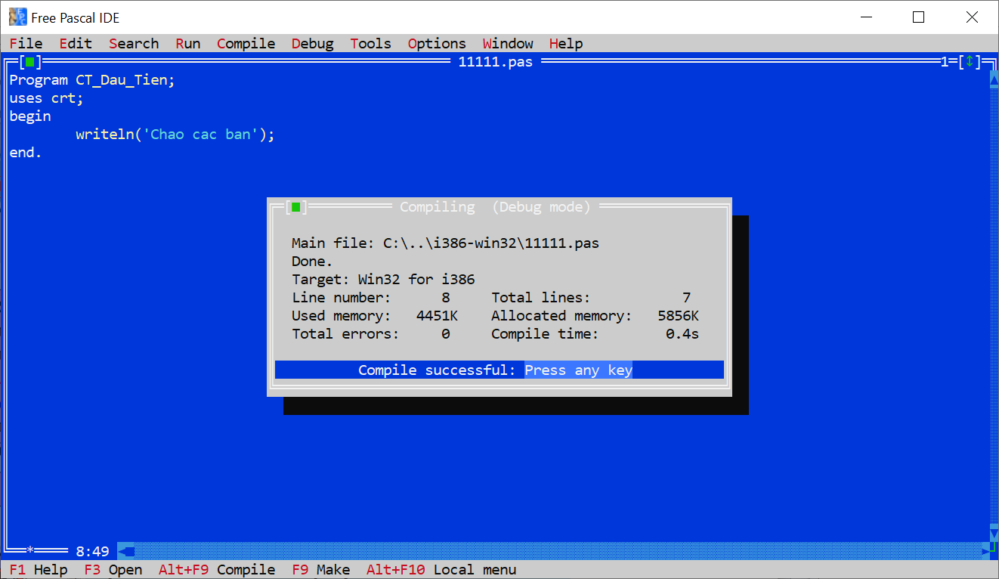 Free Pascal IDE
File Edit Search Run Compile Debug Tools Options Window Help
11111.pas 1
Program CT_Dau_Tien;
uses crt;
begin
writeln('Chao cac ban');
end.
Compiling (Debug mode)
Main file: C:\..\i386-win32\11111.pas
Done.
Target: Win32 for i386
Line number: 8 Total lines: 7
Used memory: 4451K Allocated memory: 5856K
Total errors: 0 Compile time: 0.4s
Compile successful: Press any key
* 8:49
F1 Help F3 Open Alt+F9 Compile F9 Make Alt+F10 Local menu